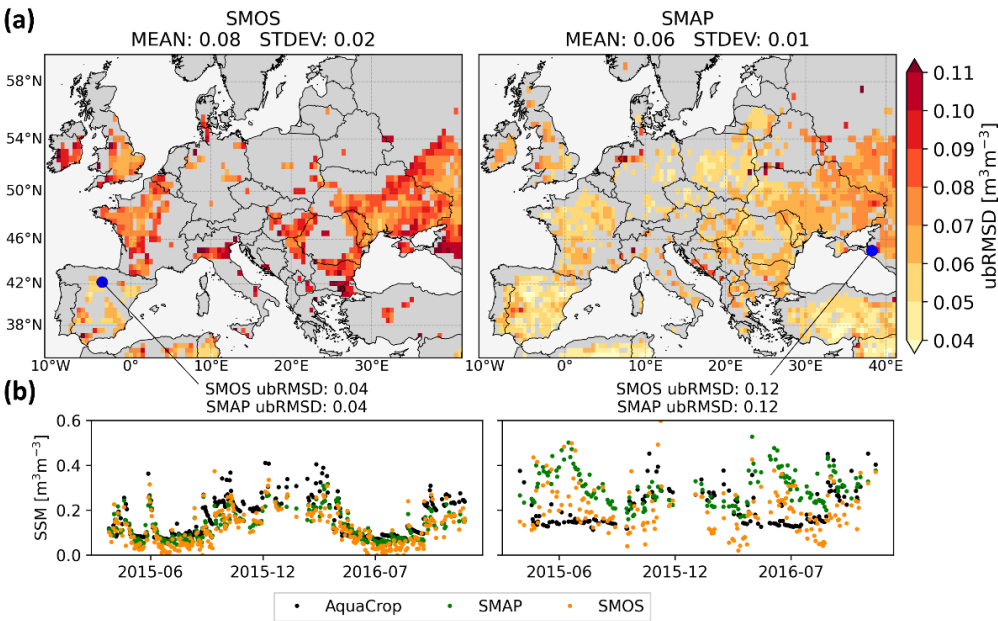 (a)
SMOS
MEAN: 0.08 STDEV: 0.02
SMAP
MEAN: 0.06 STDEV: 0.01
58°N
54°N
50°N
46°N
42°N
38°N
10°W 0° 10°E 20°E 30°E
10°W 0° 10°E 20°E 30°E 40°E
0.11
0.10
0.09
0.08
0.07
0.06
0.05
0.04
ubRMSD [m³m⁻³]
(b)
SMOS ubRMSD: 0.04
SMAP ubRMSD: 0.04
SMOS ubRMSD: 0.12
SMAP ubRMSD: 0.12
SSM [m³m⁻³]
0.6
0.4
0.2
0.0
2015-06 2015-12 2016-07
2015-06 2015-12 2016-07
AquaCrop SMAP SMOS